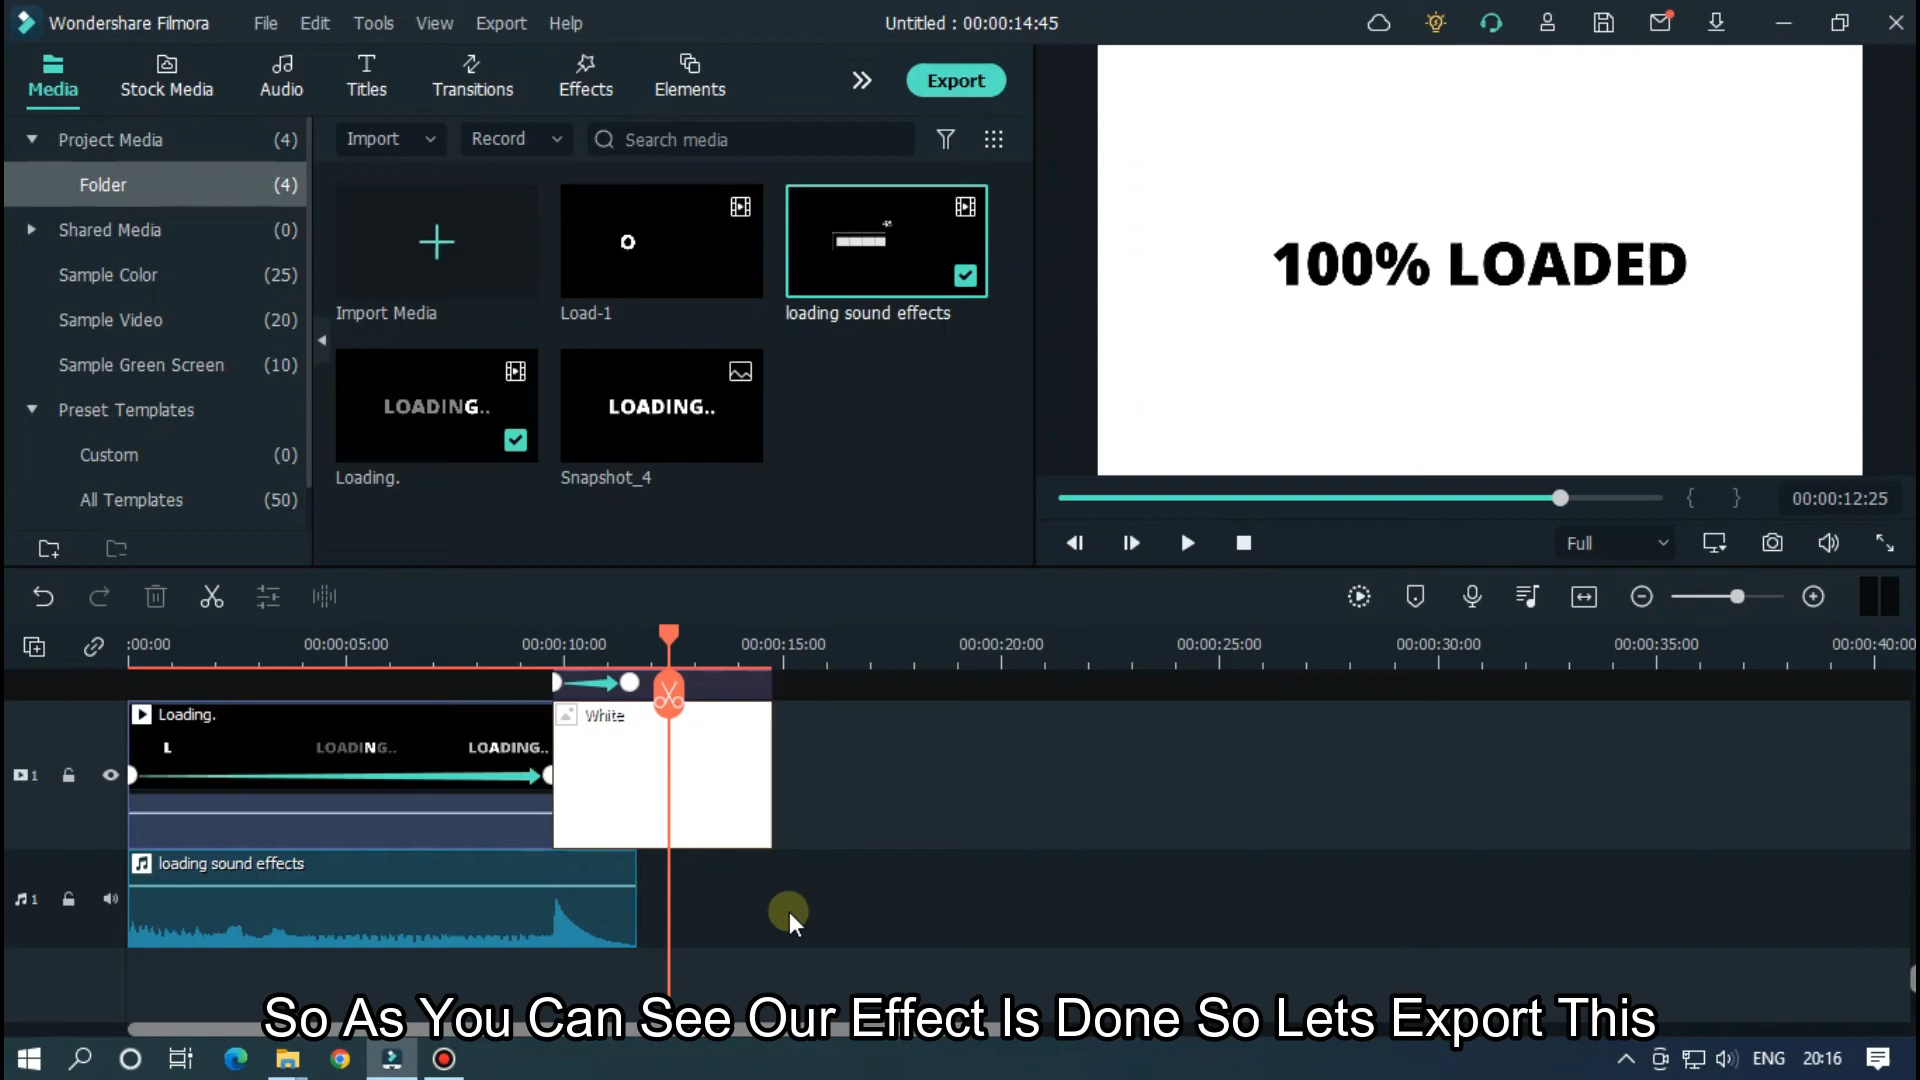 Wondershare Filmora File Edit Tools View Export Help Untitled : 00:00:14:45
Media Stock Media Audio Titles Transitions Effects Elements Export
Project Media (4)
Folder (4)
Shared Media (0)
Sample Color (25)
Sample Video (20)
Sample Green Screen (10)
Preset Templates
Custom (0)
All Templates (50)
Import Record Search media
Import Media
Load-1
loading sound effects
LOADING..
Loading.
LOADING..
Snapshot_4
100% LOADED
00:00:12:25
Full
:00:00 00:00:05:00 00:00:10:00 00:00:15:00 00:00:20:00 00:00:25:00 00:00:30:00 00:00:35:00 00:00:40:00
Loading.
L LOADING.. LOADING..
White
1
loading sound effects
1
So As You Can See Our Effect Is Done So Lets Export This
ENG 20:16